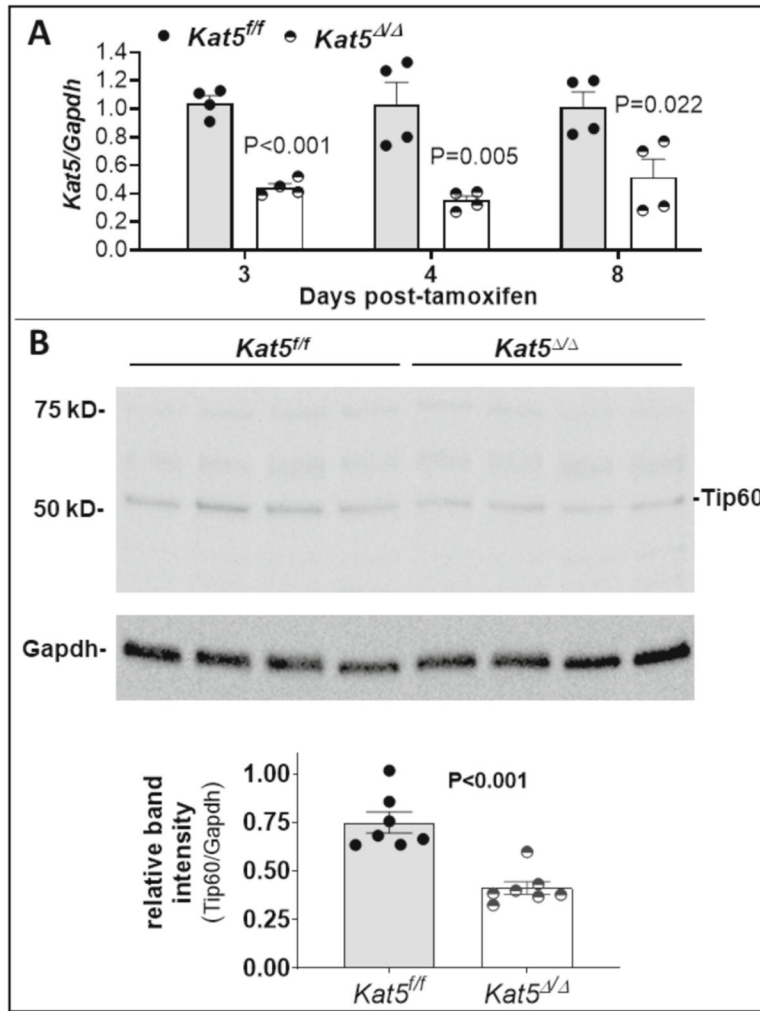 A
Kat5f/f Kat5Δ/Δ
Kat5/Gapdh
1.4
1.2
1.0
0.8
0.6
0.4
0.2
0.0
P<0.001
P=0.005
P=0.022
3 4 8
Days post-tamoxifen
B
Kat5f/f Kat5Δ/Δ
75 kD-
50 kD-
-Tip60
Gapdh-
relative band
intensity
(Tip60/Gapdh)
1.00
0.75
0.50
0.25
0.00
P<0.001
Kat5f/f Kat5Δ/Δ